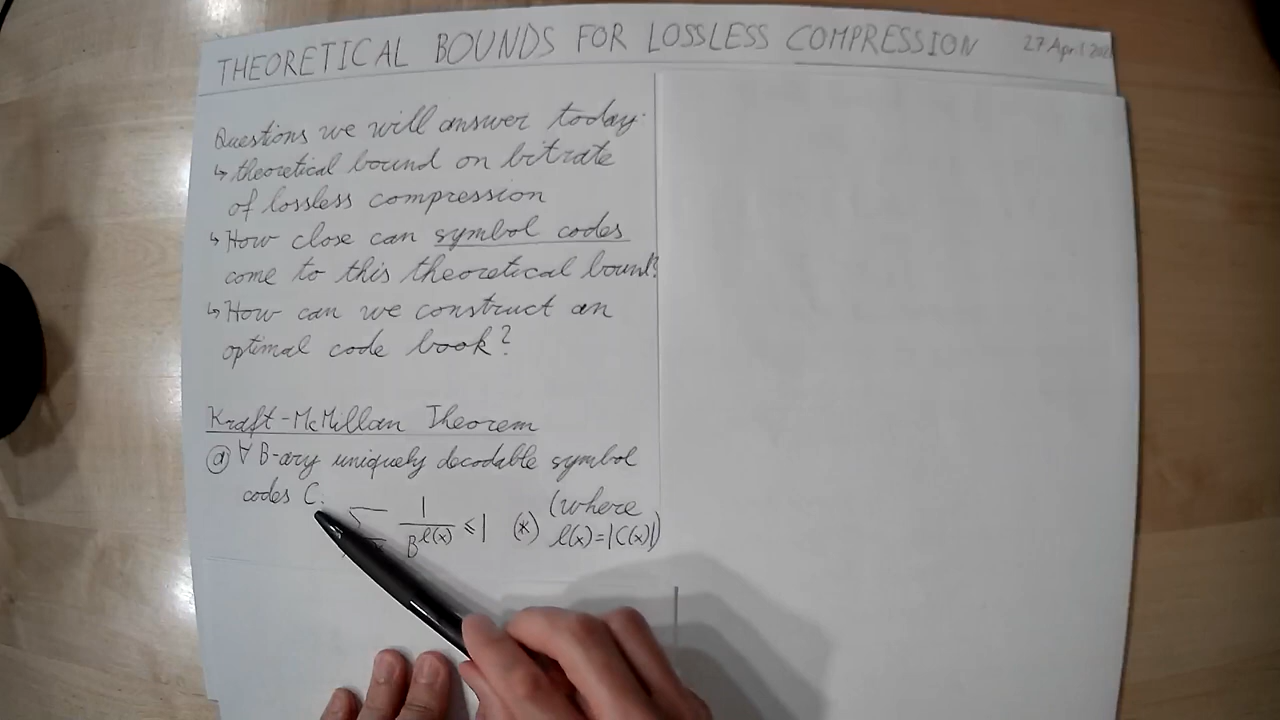 THEORETICAL BOUNDS FOR LOSSLESS COMPRESSION
27 April
Questions we will answer today:
↳ theoretical bound on bitrate
of lossless compression
↳ How close can symbol codes
come to this theoretical bound?
↳ How can we construct an
optimal code book?
Kraft-McMillan Theorem
ⓐ ∀ B-ary uniquely decodable symbol
codes C:
∑ 1/B^ℓ(x) ≤ 1 (*) (where
ℓ(x)=|C(x)|)